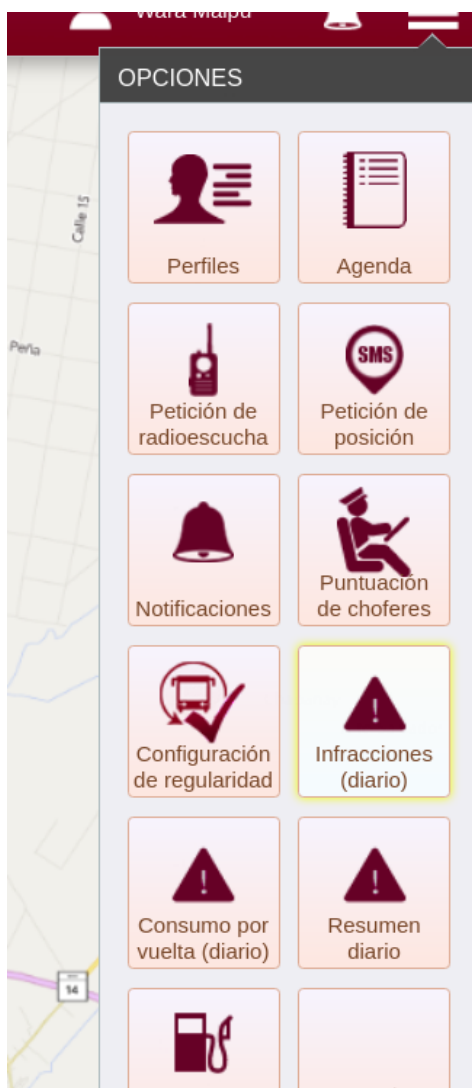 Wara Maipú
OPCIONES
Calle 15
Peña
14
Perfiles
Agenda
Petición de
radioescucha
SMS
Petición de
posición
Notificaciones
Puntuación
de choferes
Configuración
de regularidad
!
Infracciones
(diario)
!
Consumo por
vuelta (diario)
!
Resumen
diario